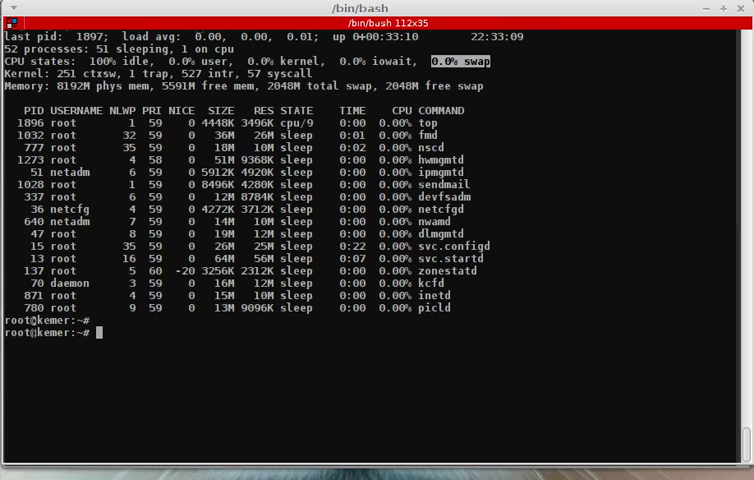 /bin/bash
/bin/bash 112x35
last pid:  1897;  load avg:  0.00,  0.00,  0.01;  up 0+00:33:10        22:33:09
52 processes: 51 sleeping, 1 on cpu
CPU states:  100% idle,  0.0% user,  0.0% kernel,  0.0% iowait,  0.0% swap
Kernel: 251 ctxsw, 1 trap, 527 intr, 57 syscall
Memory: 8192M phys mem, 5591M free mem, 2048M total swap, 2048M free swap
PID USERNAME NLWP PRI NICE  SIZE   RES STATE    TIME    CPU COMMAND
1896 root        1  59    0 4448K 3496K cpu/9    0:00  0.00% top
1032 root       32  59    0   36M   26M sleep    0:01  0.00% fmd
777 root       35  59    0   18M   10M sleep    0:02  0.00% nscd
1273 root        4  58    0   51M 9368K sleep    0:00  0.00% hwmgmtd
51 netadm      6  59    0 5912K 4920K sleep    0:00  0.00% ipmgmtd
1028 root        1  59    0 8496K 4280K sleep    0:00  0.00% sendmail
337 root        6  59    0   12M 8784K sleep    0:00  0.00% devfsadm
36 netcfg      4  59    0 4272K 3712K sleep    0:00  0.00% netcfgd
640 netadm      7  59    0   14M   10M sleep    0:00  0.00% nwamd
47 root        8  59    0   19M   12M sleep    0:00  0.00% dlmgmtd
15 root       35  59    0   26M   25M sleep    0:22  0.00% svc.configd
13 root       16  59    0   64M   56M sleep    0:07  0.00% svc.startd
137 root        5  60  -20 3256K 2312K sleep    0:00  0.00% zonestatd
70 daemon      3  59    0   16M   12M sleep    0:00  0.00% kcfd
871 root        4  59    0   15M   10M sleep    0:00  0.00% inetd
780 root        9  59    0   13M 9096K sleep    0:00  0.00% picld
root@kemer:~#
root@kemer:~#